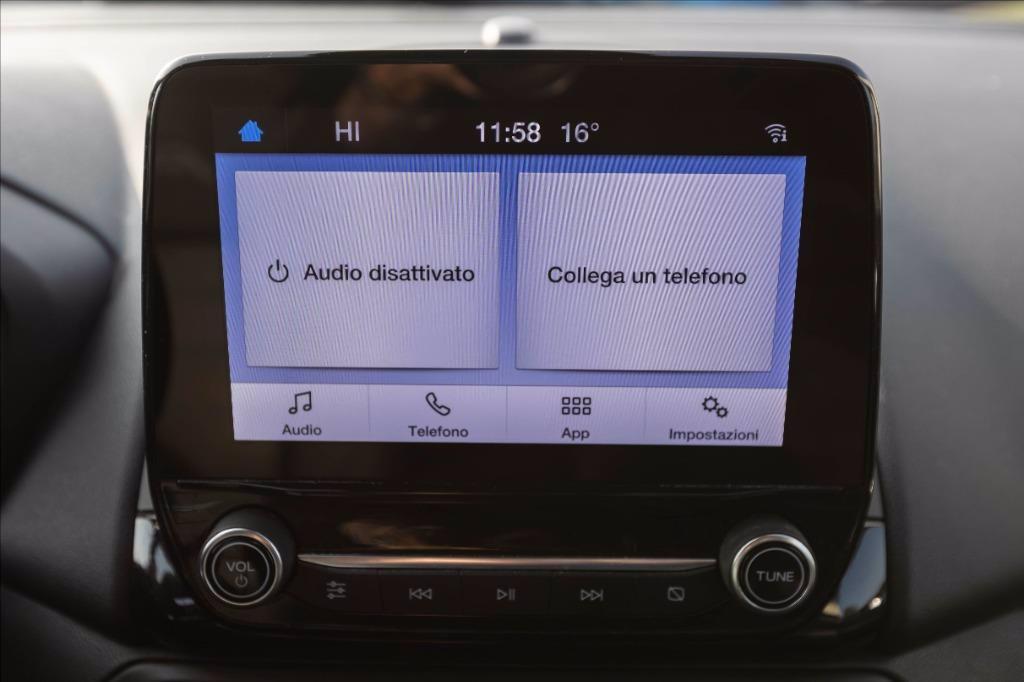 HI 11:58 16°
Audio disattivato
Collega un telefono
Audio Telefono App Impostazioni
VOL
TUNE